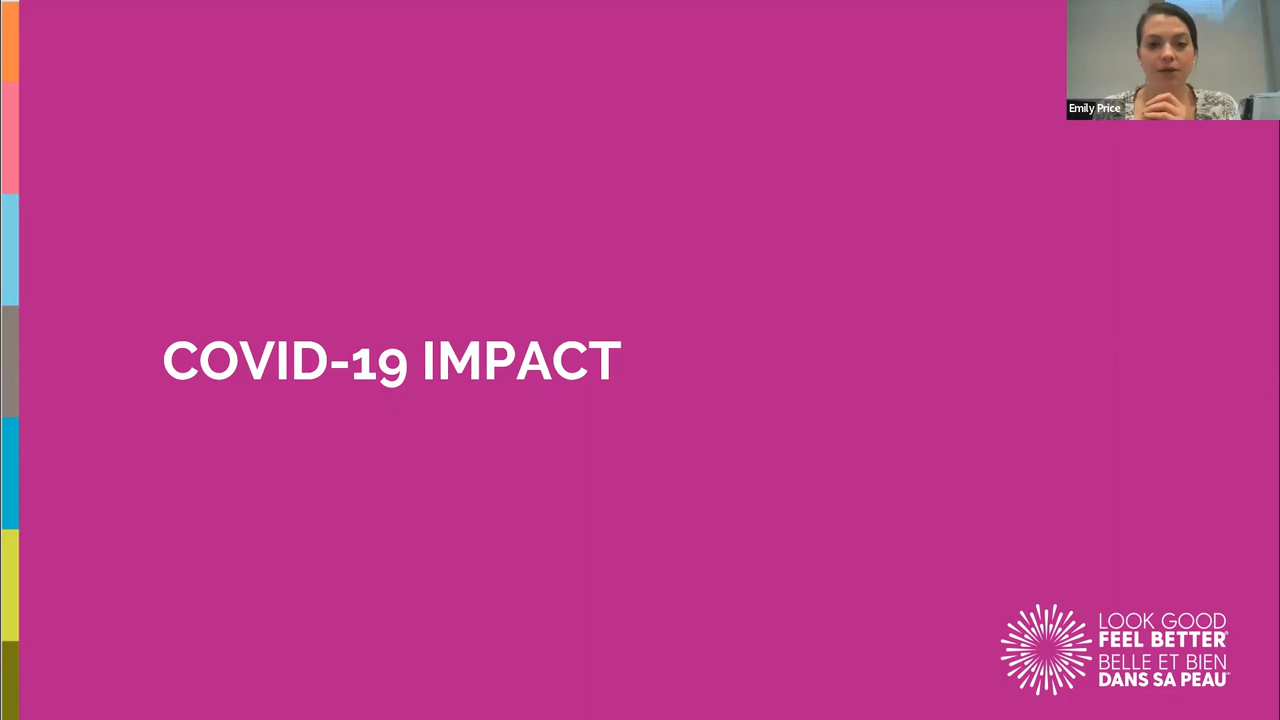 Emily Price
COVID-19 IMPACT
LOOK GOOD
FEEL BETTER®
BELLE ET BIEN
DANS SA PEAU